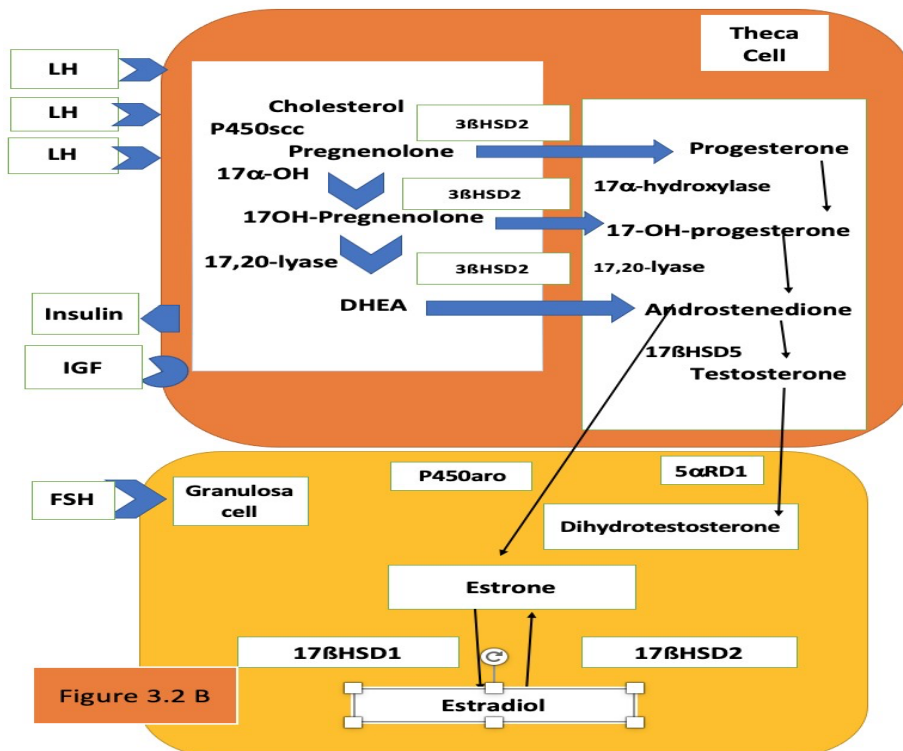 Theca
Cell
LH
LH
LH
Cholesterol
3ßHSD2
P450scc
Pregnenolone
Progesterone
17α-OH
3ßHSD2
17α-hydroxylase
17OH-Pregnenolone
17-OH-progesterone
17,20-lyase
3ßHSD2
17,20-lyase
DHEA
Androstenedione
Insulin
17ßHSD5
IGF
Testosterone
P450aro
5αRD1
FSH
Granulosa
cell
Dihydrotestosterone
Estrone
17ßHSD1
17ßHSD2
Figure 3.2 B
Estradiol